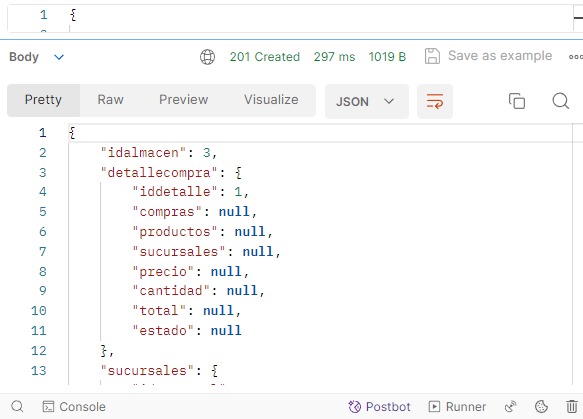 1 {
Body 201 Created 297 ms 1019 B Save as example
Pretty Raw Preview Visualize JSON
1 {
2 "idalmacen": 3,
3 "detallecompra": {
4 "iddetalle": 1,
5 "compras": null,
6 "productos": null,
7 "sucursales": null,
8 "precio": null,
9 "cantidad": null,
10 "total": null,
11 "estado": null
12 },
13 "sucursales": {
Console Postbot Runner